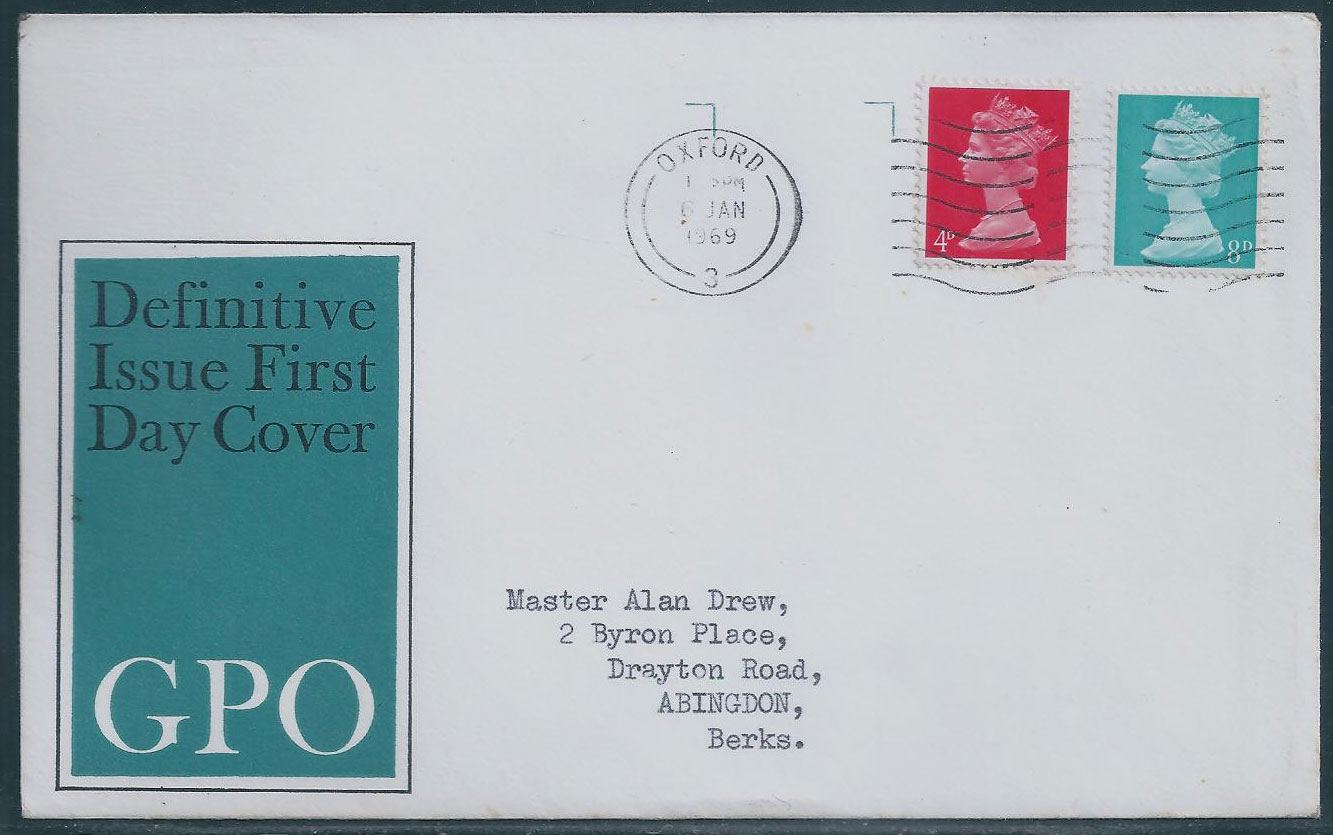 OXFORD
PM
6 JAN
1969
3
4D
8D
Definitive
Issue First
Day Cover
GPO
Master Alan Drew,
2 Byron Place,
Drayton Road,
ABINGDON,
Berks.